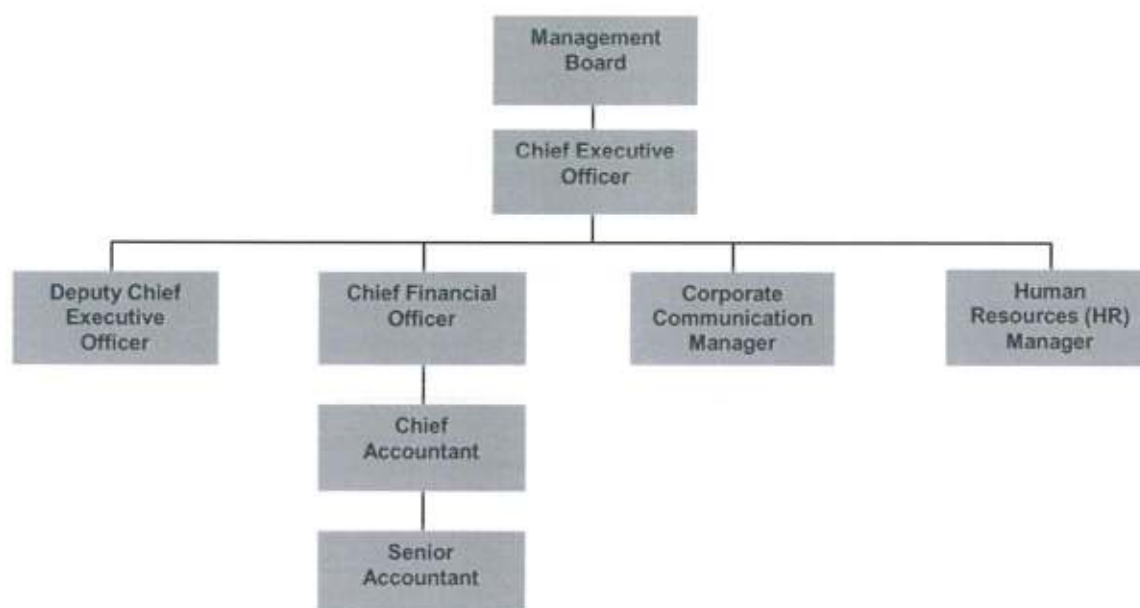 Management
Board
Chief Executive
Officer
Deputy Chief
Executive
Officer
Chief Financial
Officer
Corporate
Communication
Manager
Human
Resources (HR)
Manager
Chief
Accountant
Senior
Accountant